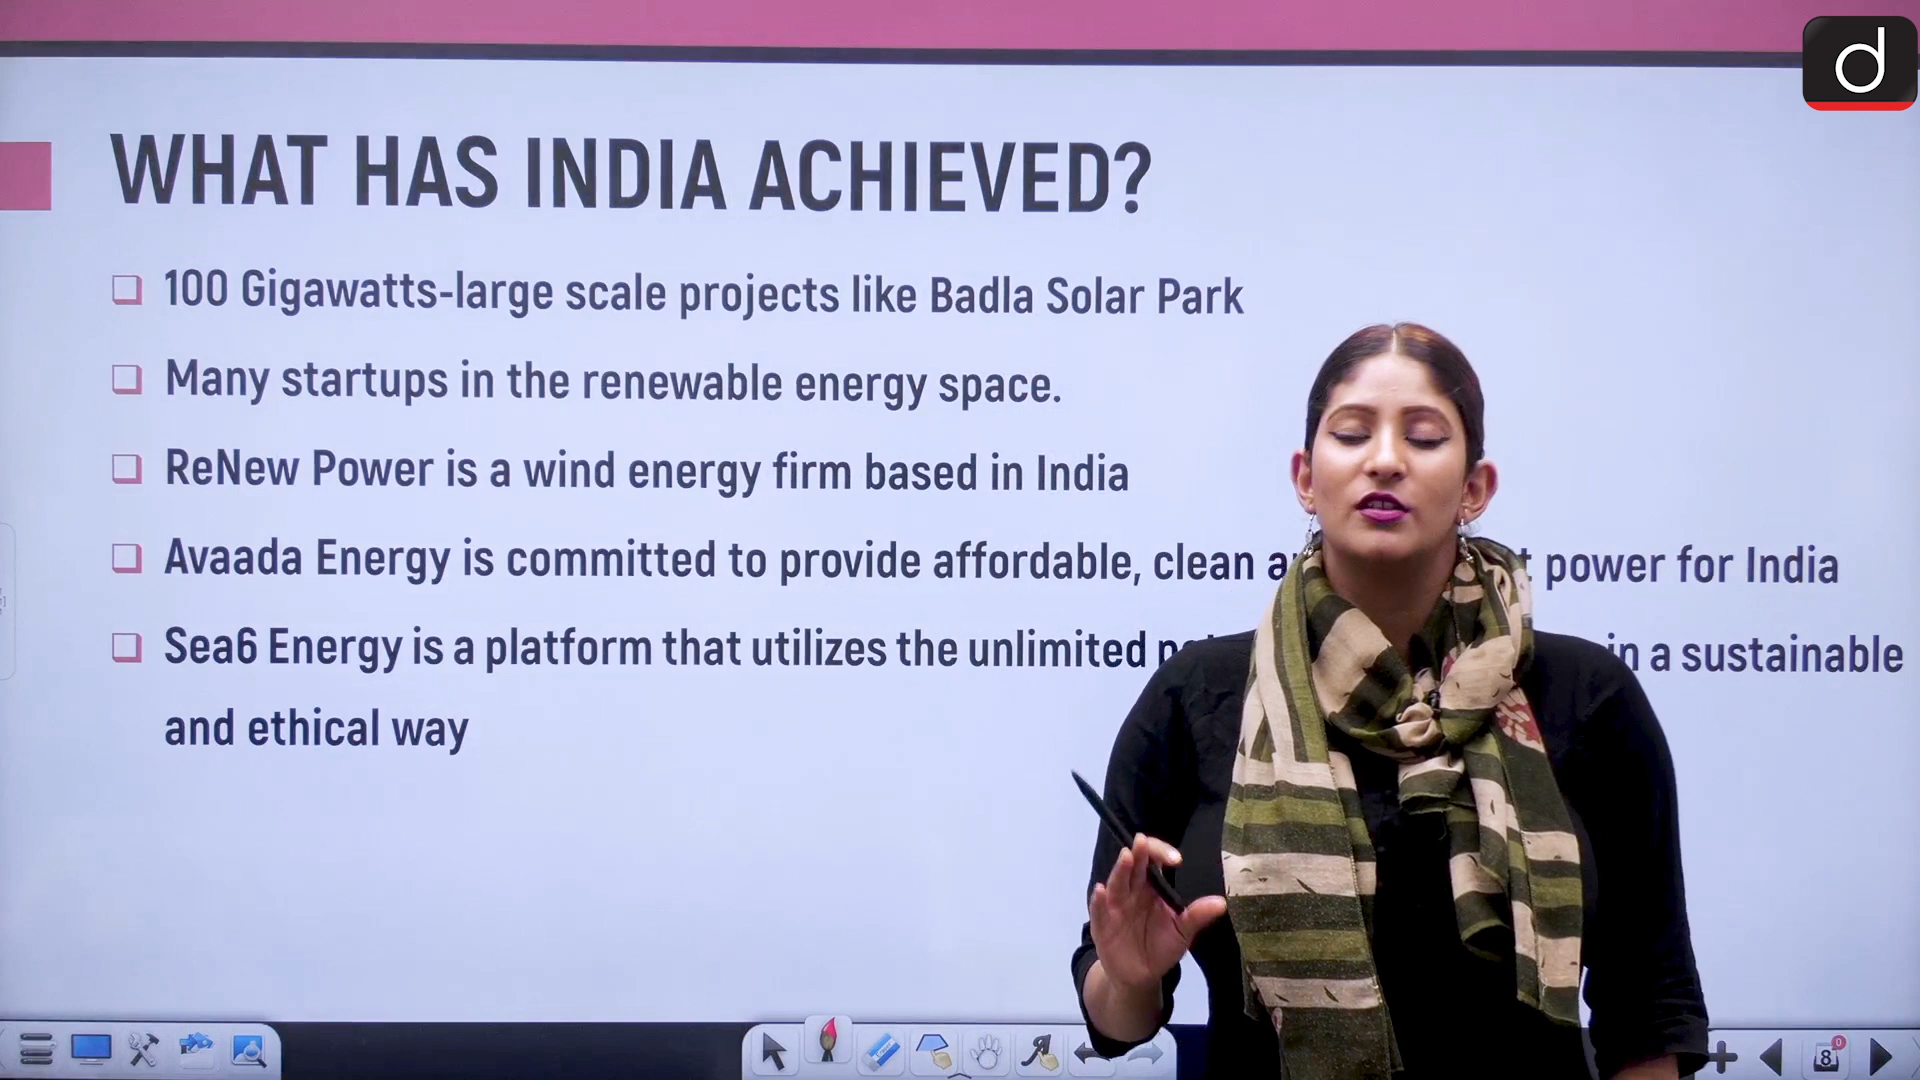 d
WHAT HAS INDIA ACHIEVED?
100 Gigawatts-large scale projects like Badla Solar Park
Many startups in the renewable energy space.
ReNew Power is a wind energy firm based in India
Avaada Energy is committed to provide affordable, clean power for India
Sea6 Energy is a platform that utilizes the unlimited in a sustainable
and ethical way
8
0